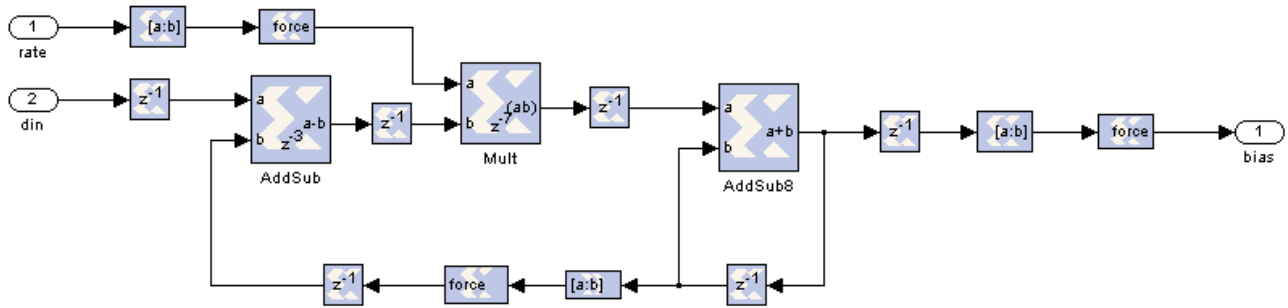 1
rate
[a:b]
force
2
din
z-1
a
b
a-b
z-3
AddSub
z-1
a
b
(ab)
z-7
Mult
z-1
a
b
a+b
AddSub8
z-1
[a:b]
force
1
bias
z-1
force
[a:b]
z-1